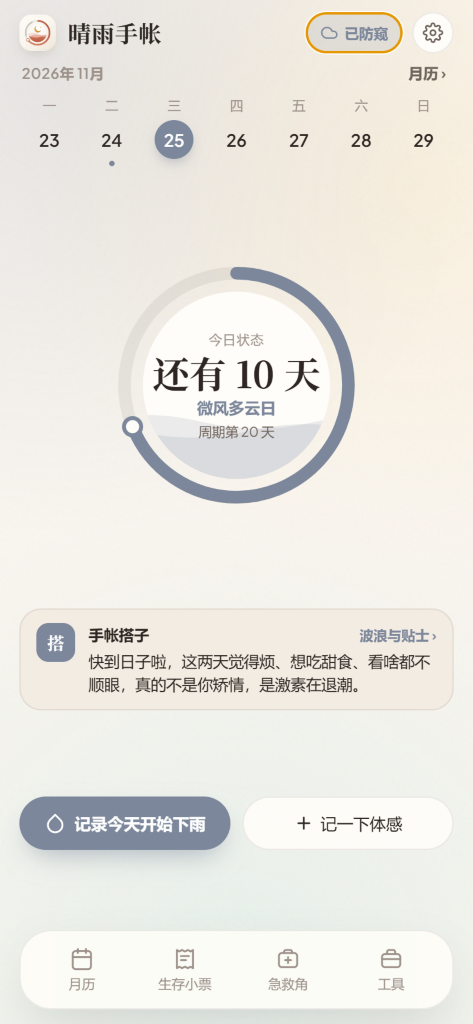 晴雨手帐
已防窥
2026年11月
月历 ›
一 二 三 四 五 六 日
23 24 25 26 27 28 29
今日状态
还有 10 天
微风多云日
周期第 20 天
搭
手帐搭子
波浪与贴士 ›
快到日子啦，这两天觉得烦、想吃甜食、看啥都不
顺眼，真的不是你矫情，是激素在退潮。
记录今天开始下雨
+ 记一下体感
月历
生存小票
急救角
工具